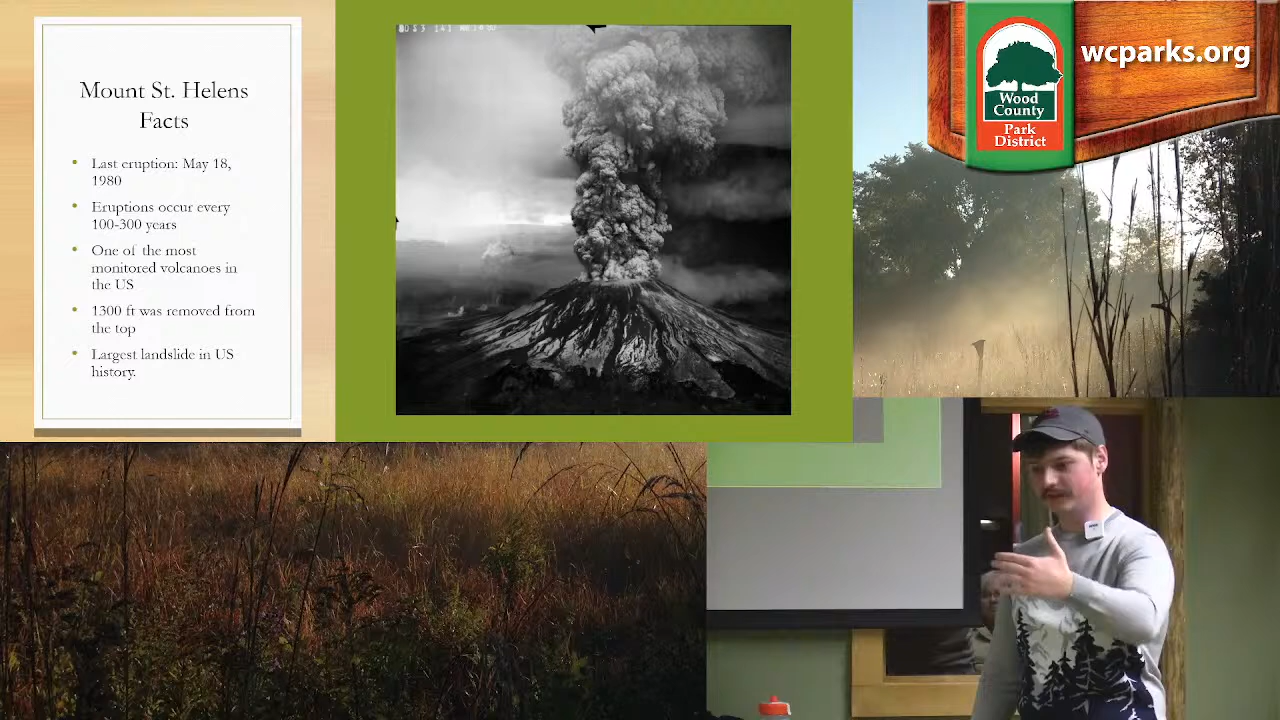 Mount St. Helens
Facts
• Last eruption: May 18,
1980
• Eruptions occur every
100-300 years
• One of the most
monitored volcanoes in
the US
• 1300 ft was removed from
the top
• Largest landslide in US
history.
wcparks.org
Wood
County
Park
District